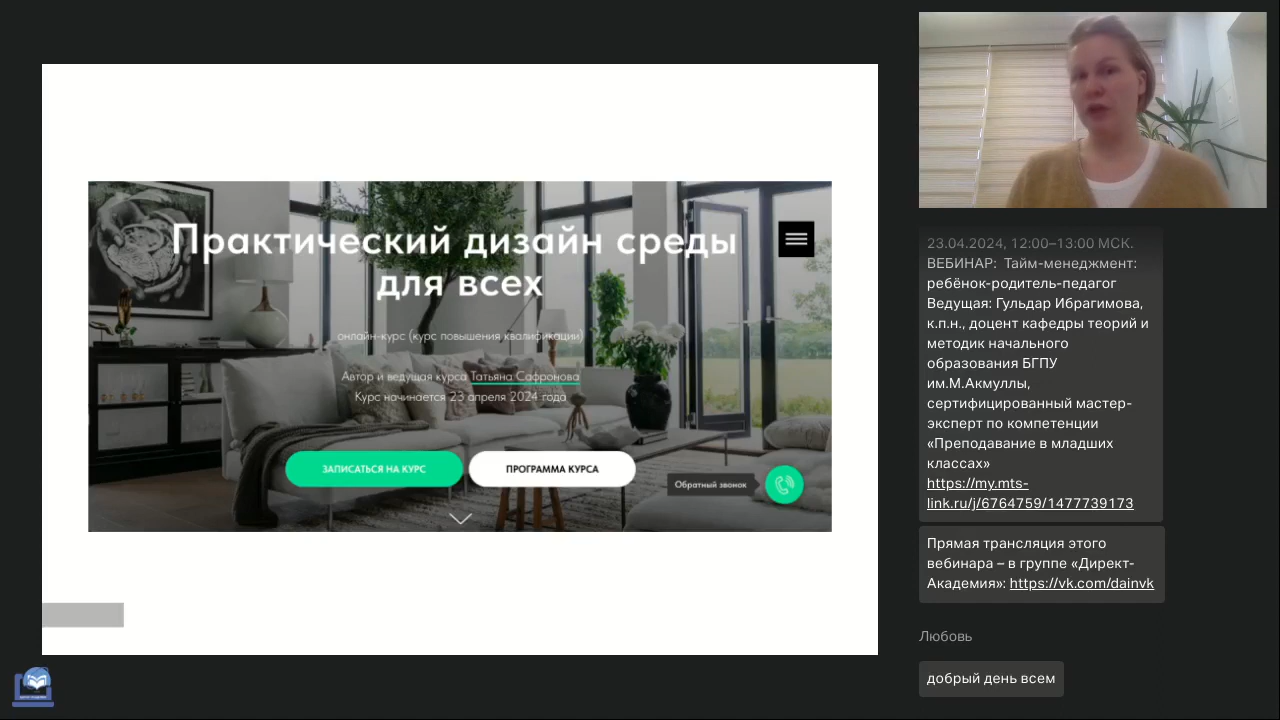 Практический дизайн среды
для всех
онлайн-курс (курс повышения квалификации)
Автор и ведущая курса Татьяна Сафронова
Курс начинается 23 апреля 2024 года
ЗАПИСАТЬСЯ НА КУРС
ПРОГРАММА КУРСА
Обратный звонок
23.04.2024, 12:00–13:00 МСК.
ВЕБИНАР: Тайм-менеджмент:
ребёнок-родитель-педагог
Ведущая: Гульдар Ибрагимова,
к.п.н., доцент кафедры теорий и
методик начального
образования БГПУ
им.М.Акмуллы,
сертифицированный мастер-
эксперт по компетенции
«Преподавание в младших
классах»
https://my.mts-
link.ru/j/6764759/1477739173
Прямая трансляция этого
вебинара – в группе «Директ-
Академия»: https://vk.com/dainvk
Любовь
добрый день всем